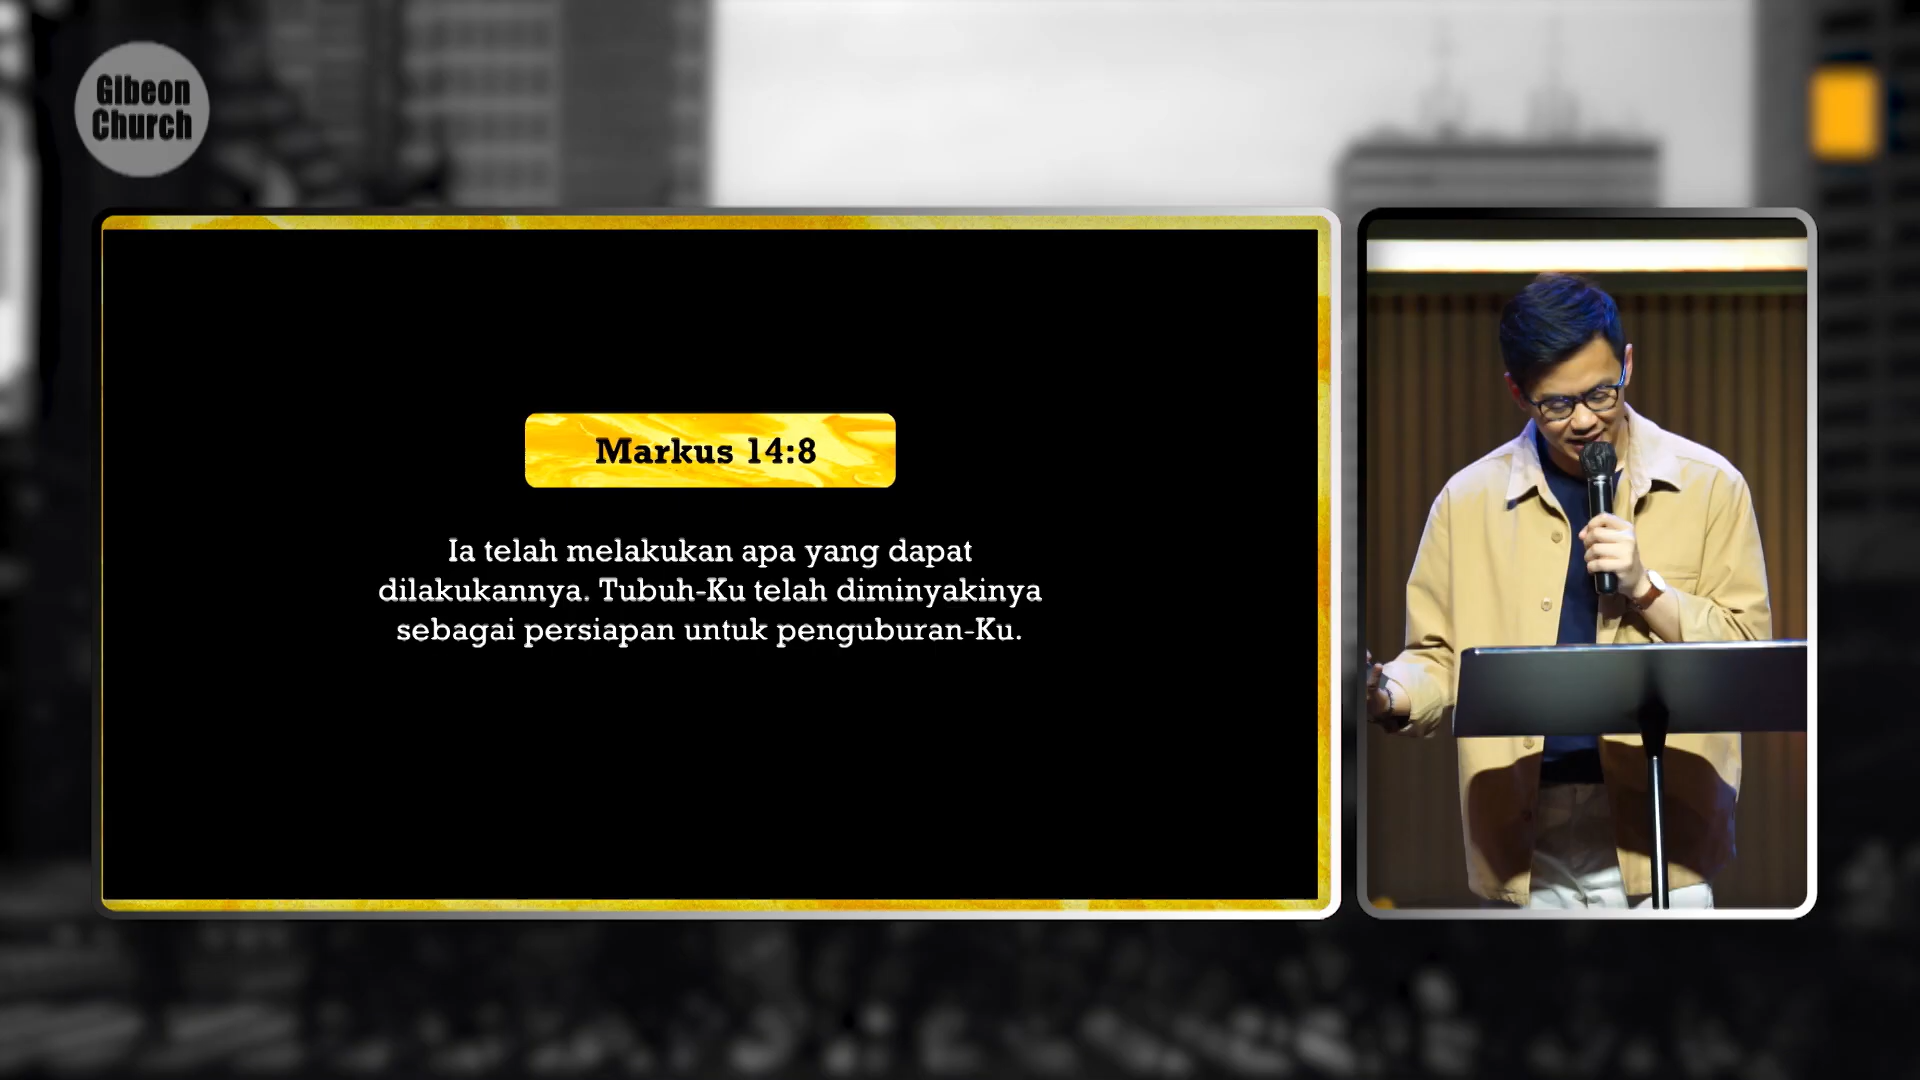 Gibeon
Church
Markus 14:8
Ia telah melakukan apa yang dapat
dilakukannya. Tubuh-Ku telah diminyakinya
sebagai persiapan untuk penguburan-Ku.